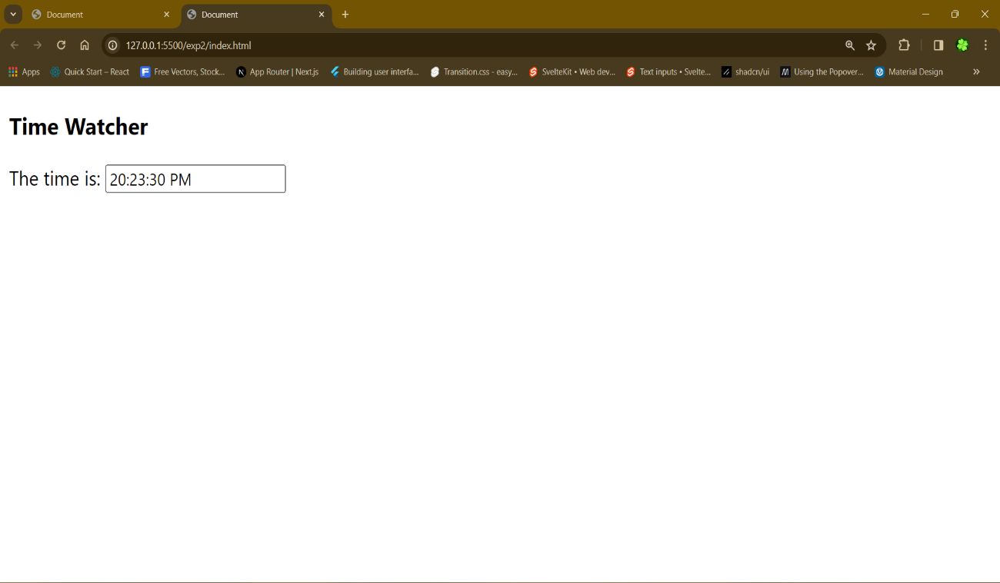 Document
Document
127.0.0.1:5500/exp2/index.html
Apps Quick Start – React Free Vectors, Stock... App Router | Next.js Building user interfa... Transition.css - easy... SvelteKit • Web dev... Text inputs • Svelte... shadcn/ui Using the Popover... Material Design
Time Watcher
The time is: 20:23:30 PM